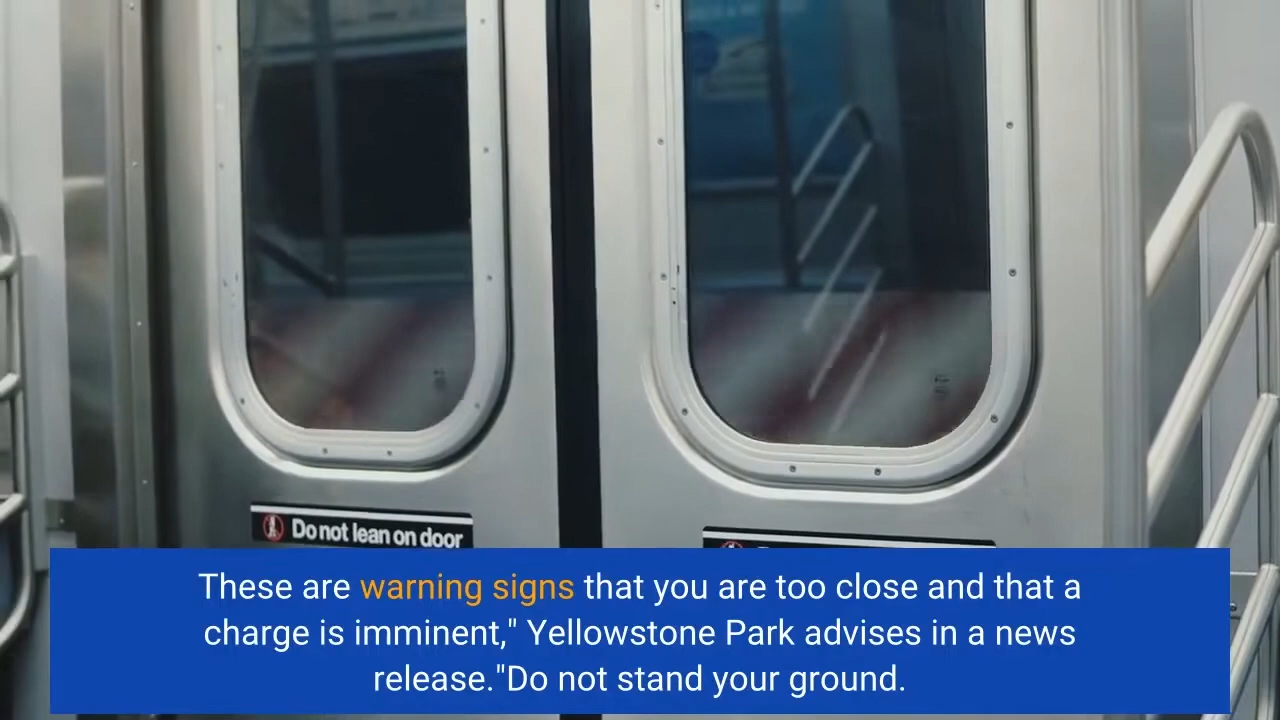 Do not lean on door
These are warning signs that you are too close and that a
charge is imminent," Yellowstone Park advises in a news
release."Do not stand your ground.